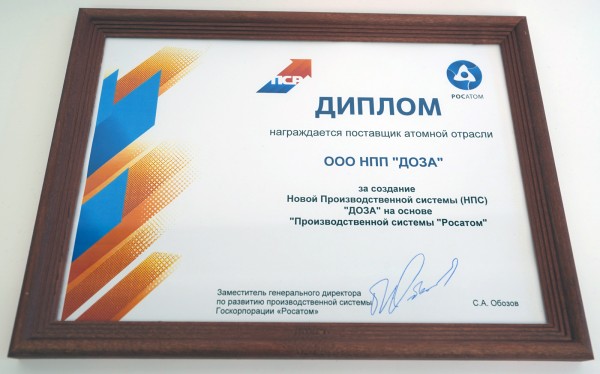 ПСР
РОСАТОМ
ДИПЛОМ
награждается поставщик атомной отрасли
ООО НПП "ДОЗА"
за создание
Новой Производственной системы (НПС)
"ДОЗА" на основе
"Производственной системы "Росатом"
Заместитель генерального директора
по развитию производственной системы
Госкорпорации «Росатом»
С.А. Обозов